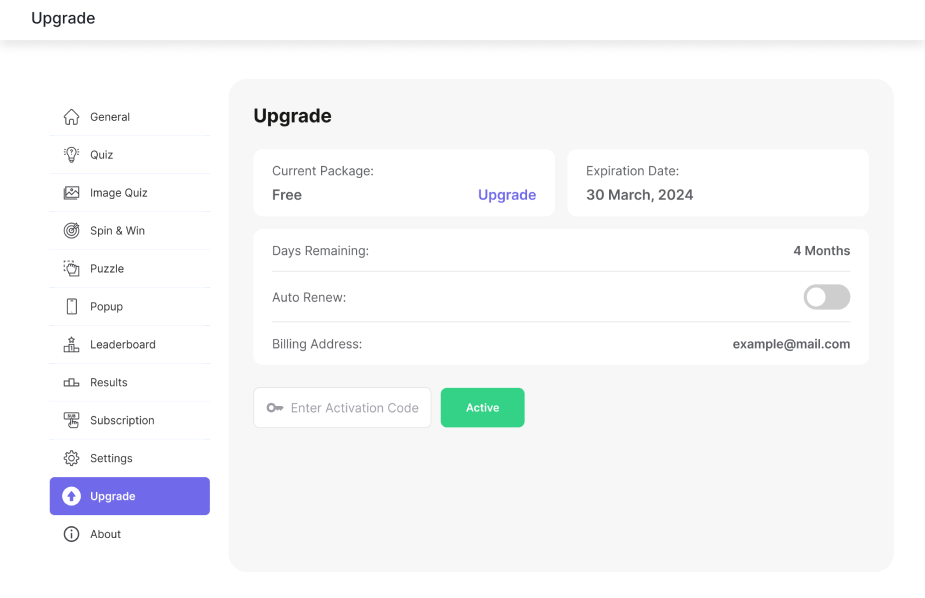 Upgrade
General
Quiz
Image Quiz
Spin & Win
Puzzle
Popup
Leaderboard
Results
SUB
Subscription
Settings
Upgrade
About
Upgrade
Current Package:
Free Upgrade
Expiration Date:
30 March, 2024
Days Remaining: 4 Months
Auto Renew:
Billing Address: example@mail.com
Enter Activation Code Active